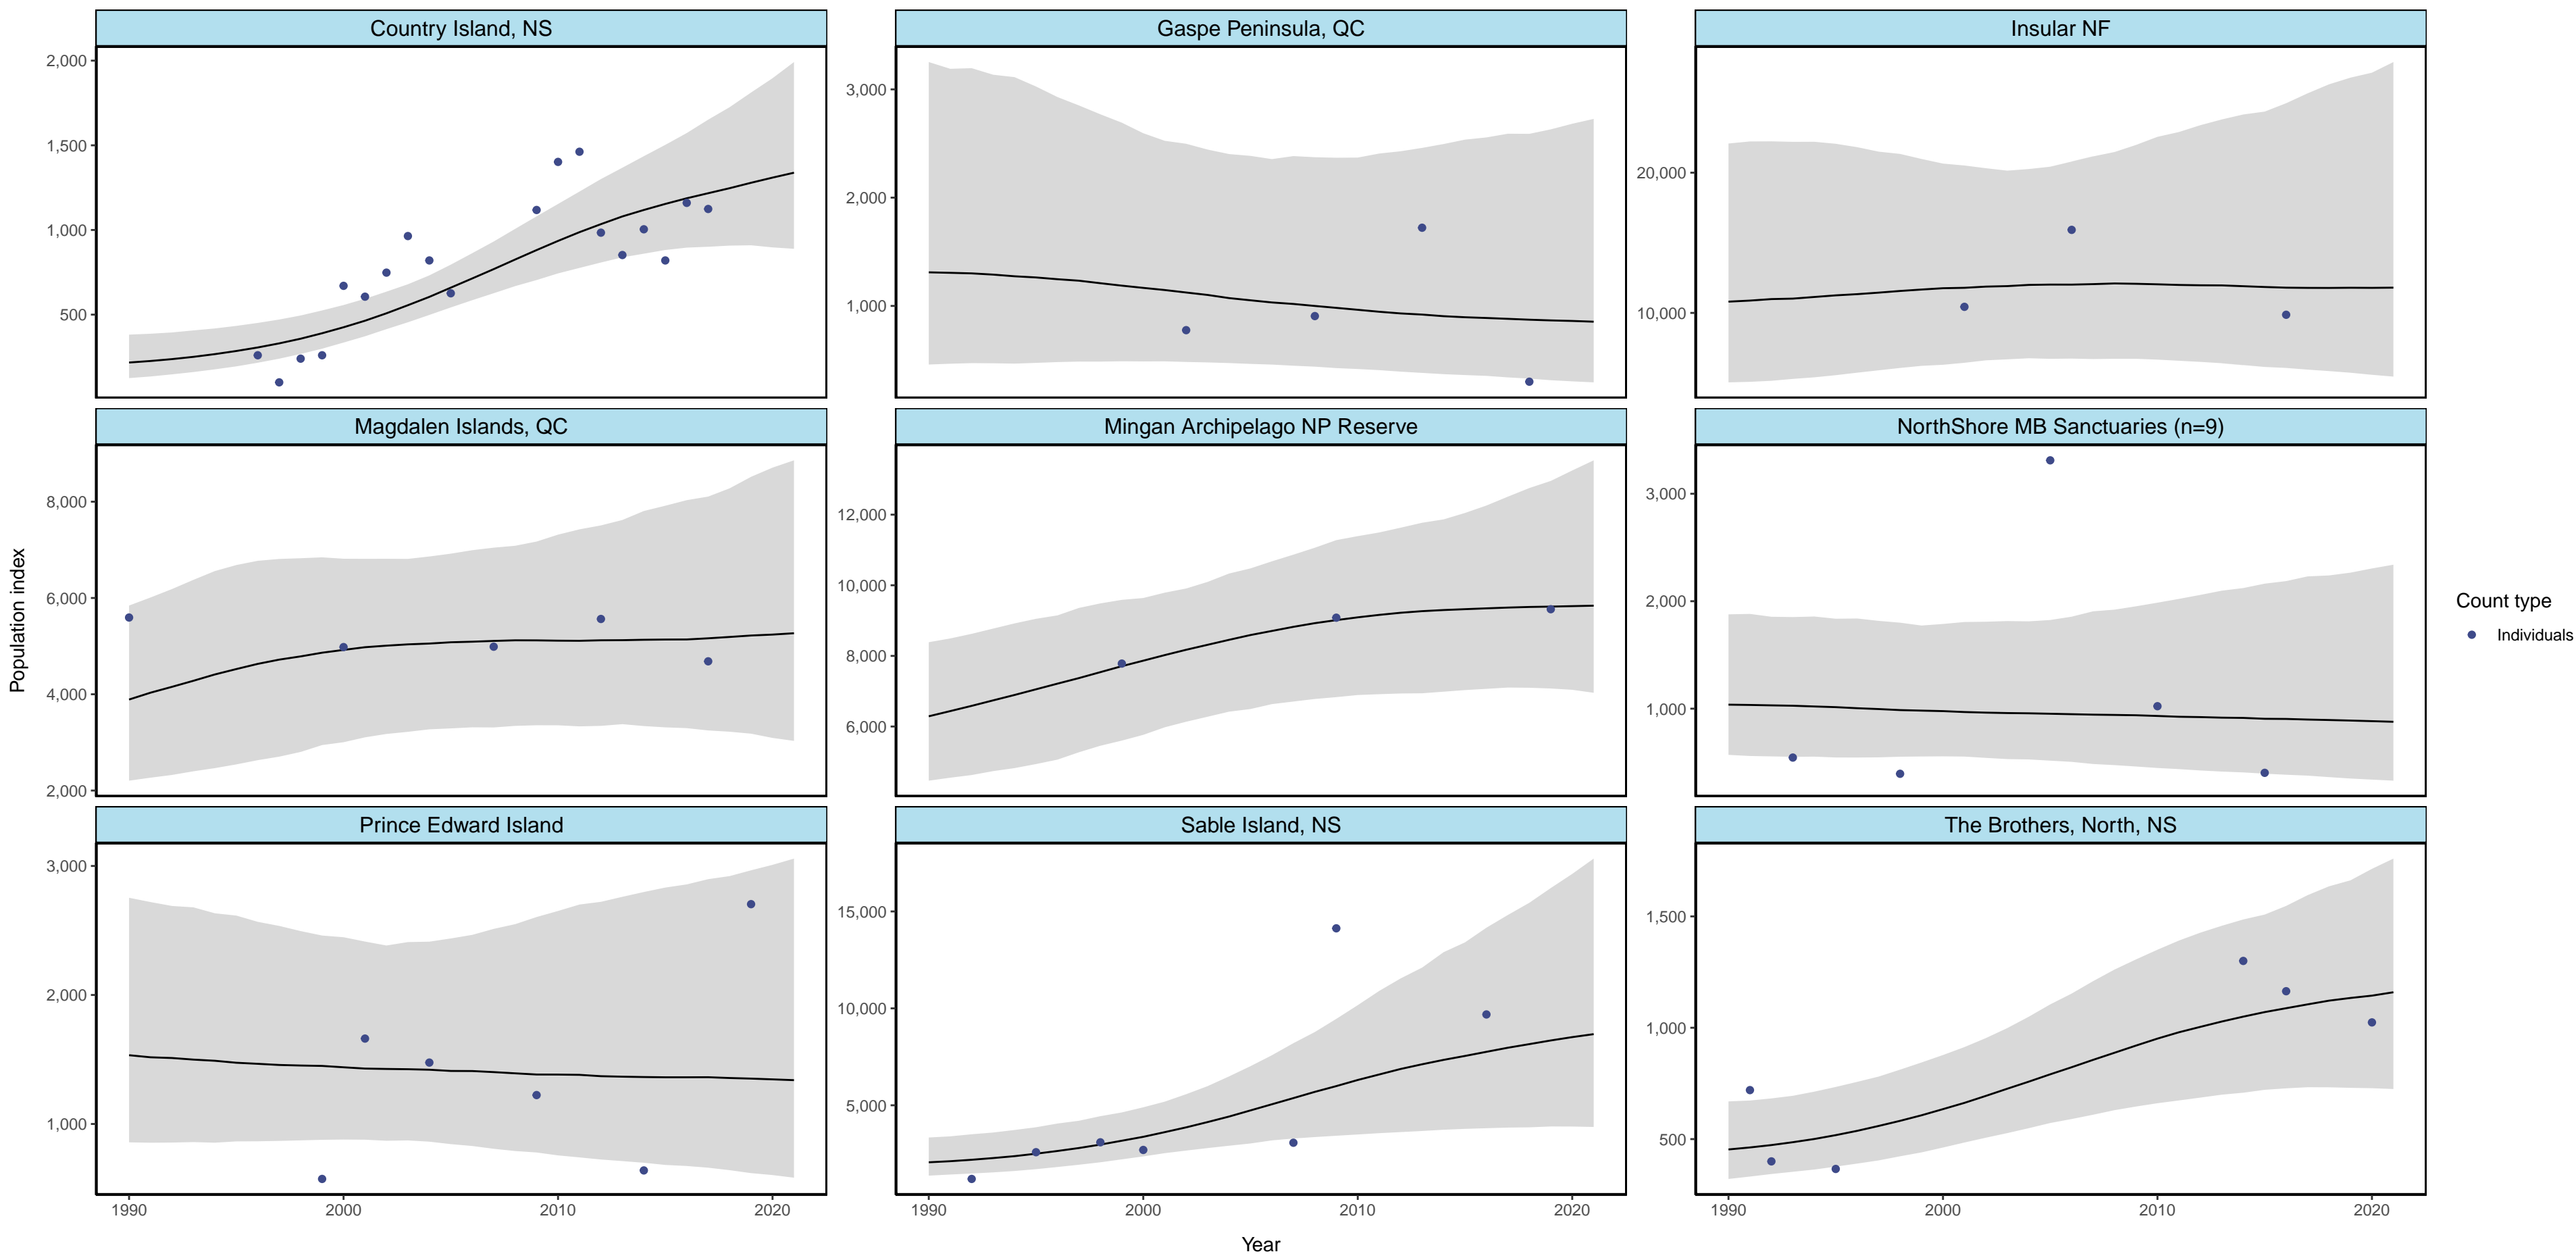 Country Island, NS
Gaspe Peninsula, QC
Insular NF
2,000
1,500
1,000
500
3,000
2,000
1,000
20,000
10,000
Magdalen Islands, QC
Mingan Archipelago NP Reserve
NorthShore MB Sanctuaries (n=9)
8,000
6,000
4,000
2,000
12,000
10,000
8,000
6,000
3,000
2,000
1,000
Population index
Count type
Individuals
Prince Edward Island
Sable Island, NS
The Brothers, North, NS
3,000
2,000
1,000
15,000
10,000
5,000
1,500
1,000
500
1990 2000 2010 2020
1990 2000 2010 2020
1990 2000 2010 2020
Year